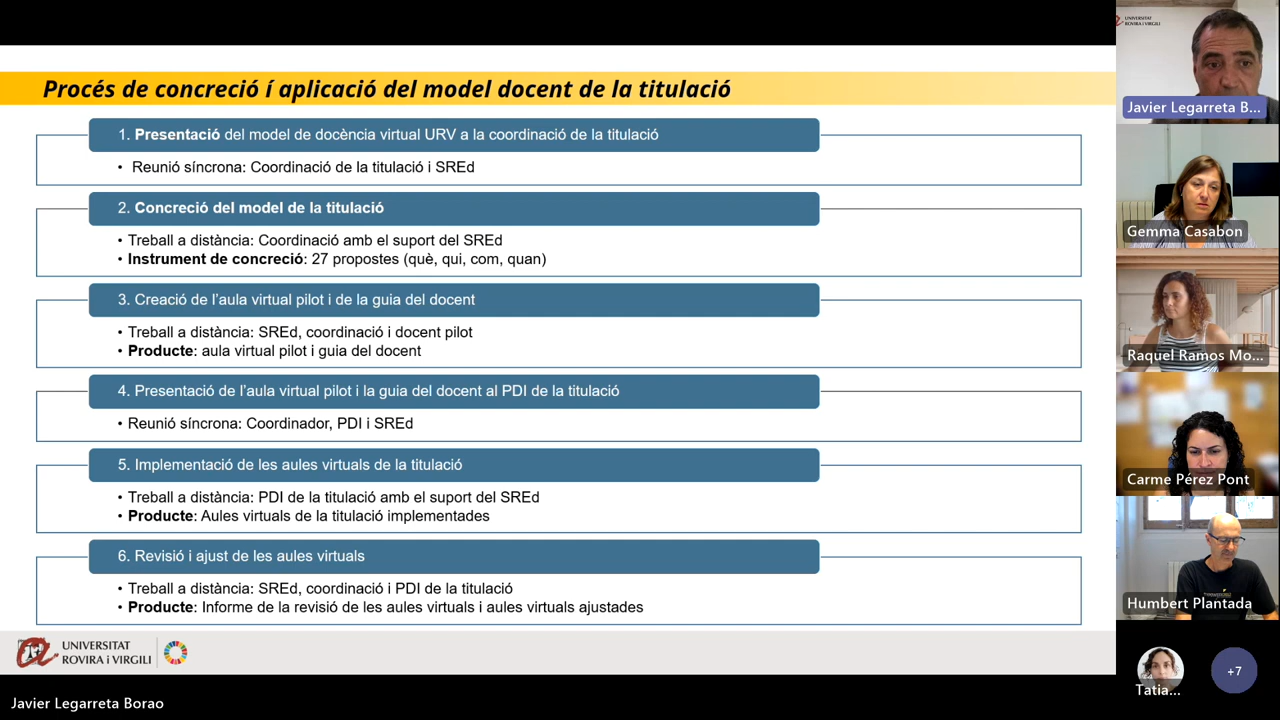 Procés de concreció í aplicació del model docent de la titulació
1. Presentació del model de docència virtual URV a la coordinació de la titulació
• Reunió síncrona: Coordinació de la titulació i SREd
2. Concreció del model de la titulació
• Treball a distància: Coordinació amb el suport del SREd
• Instrument de concreció: 27 propostes (què, qui, com, quan)
3. Creació de l’aula virtual pilot i de la guia del docent
• Treball a distància: SREd, coordinació i docent pilot
• Producte: aula virtual pilot i guia del docent
4. Presentació de l’aula virtual pilot i la guia del docent al PDI de la titulació
• Reunió síncrona: Coordinador, PDI i SREd
5. Implementació de les aules virtuals de la titulació
• Treball a distància: PDI de la titulació amb el suport del SREd
• Producte: Aules virtuals de la titulació implementades
6. Revisió i ajust de les aules virtuals
• Treball a distància: SREd, coordinació i PDI de la titulació
• Producte: Informe de la revisió de les aules virtuals i aules virtuals ajustades
UNIVERSITAT
ROVIRA i VIRGILI
Javier Legarreta Borao
UNIVERSITAT
ROVIRA I VIRGILI
Javier Legarreta B...
Gemma Casabon
Raquel Ramos Mo...
Carme Pérez Pont
Humbert Plantada
Tatia...
+7